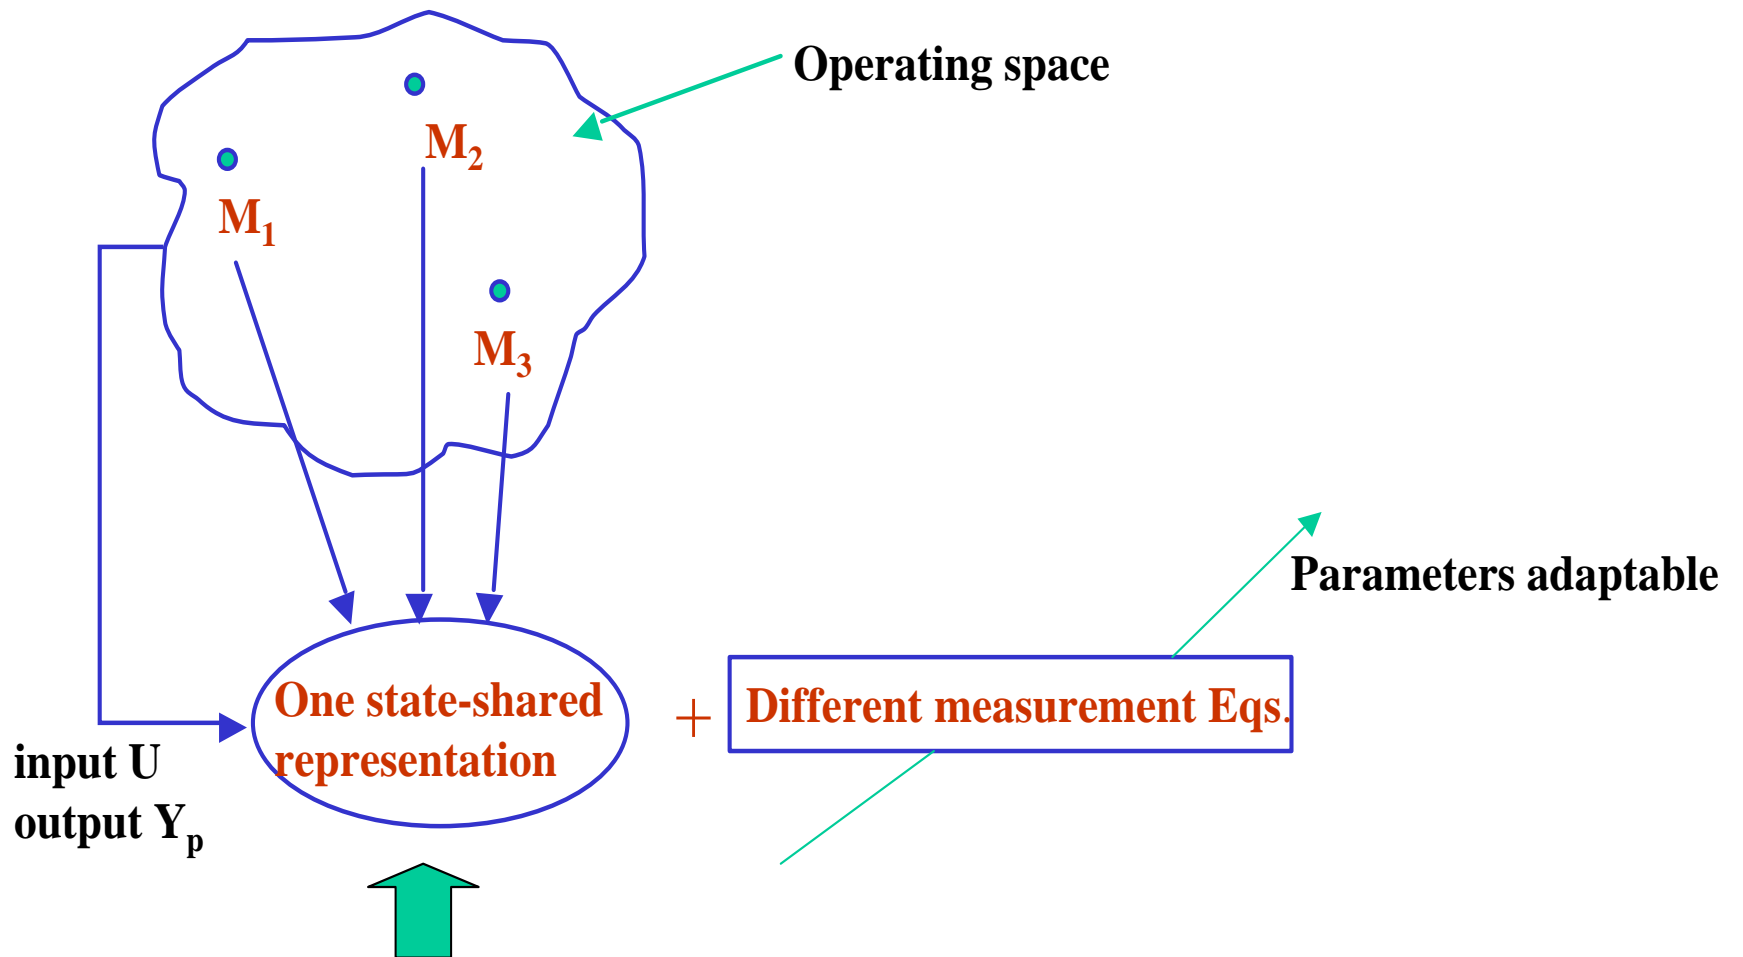 Operating space
M₂
M₁
M₃
Parameters adaptable
One state-shared
representation
+
Different measurement Eqs.
input U
output Yₚ